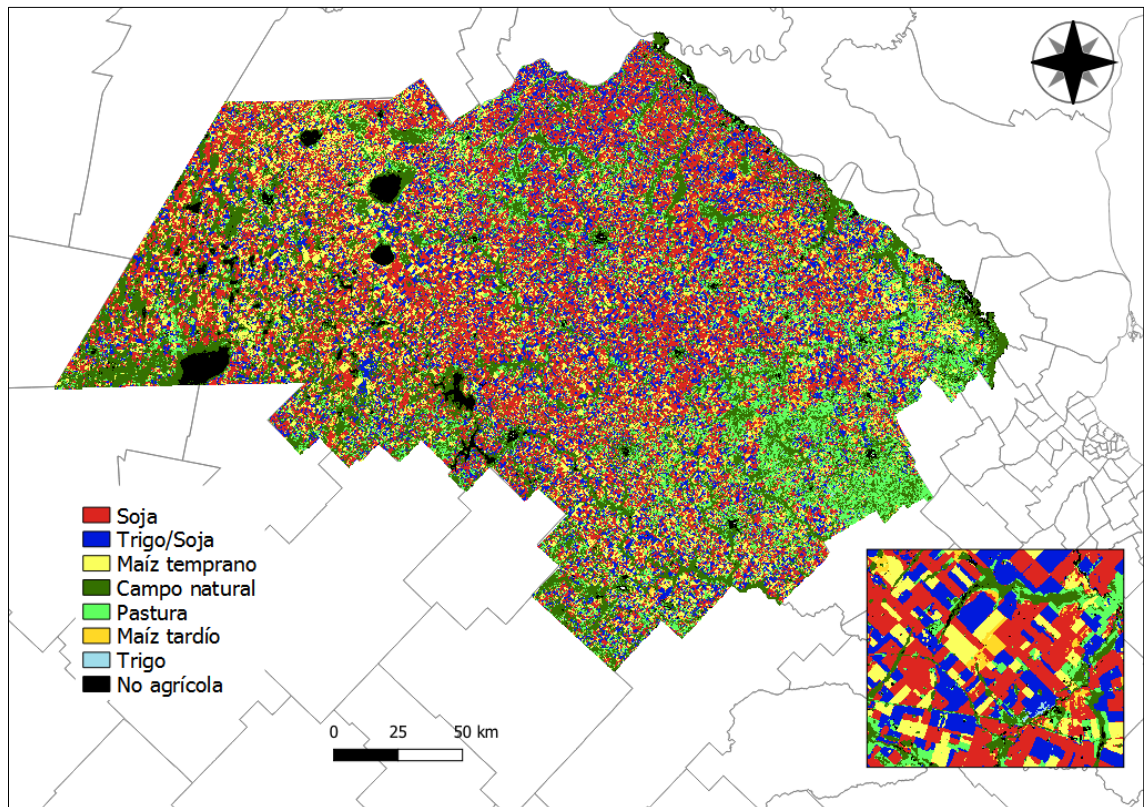 Soja
Trigo/Soja
Maíz temprano
Campo natural
Pastura
Maíz tardío
Trigo
No agrícola
0 25 50 km